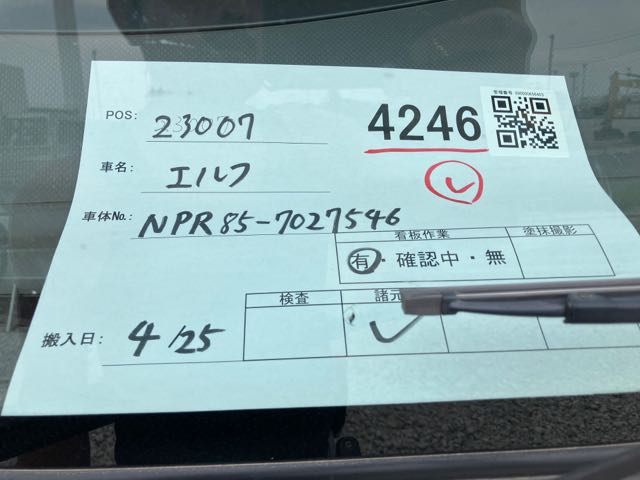 POS: 23007 4246
車名: エルフ
車体No.: NPR85-7027546
看板作業 塗抹撮影
有・確認中・無
検査 諸元
搬入日: 4/25